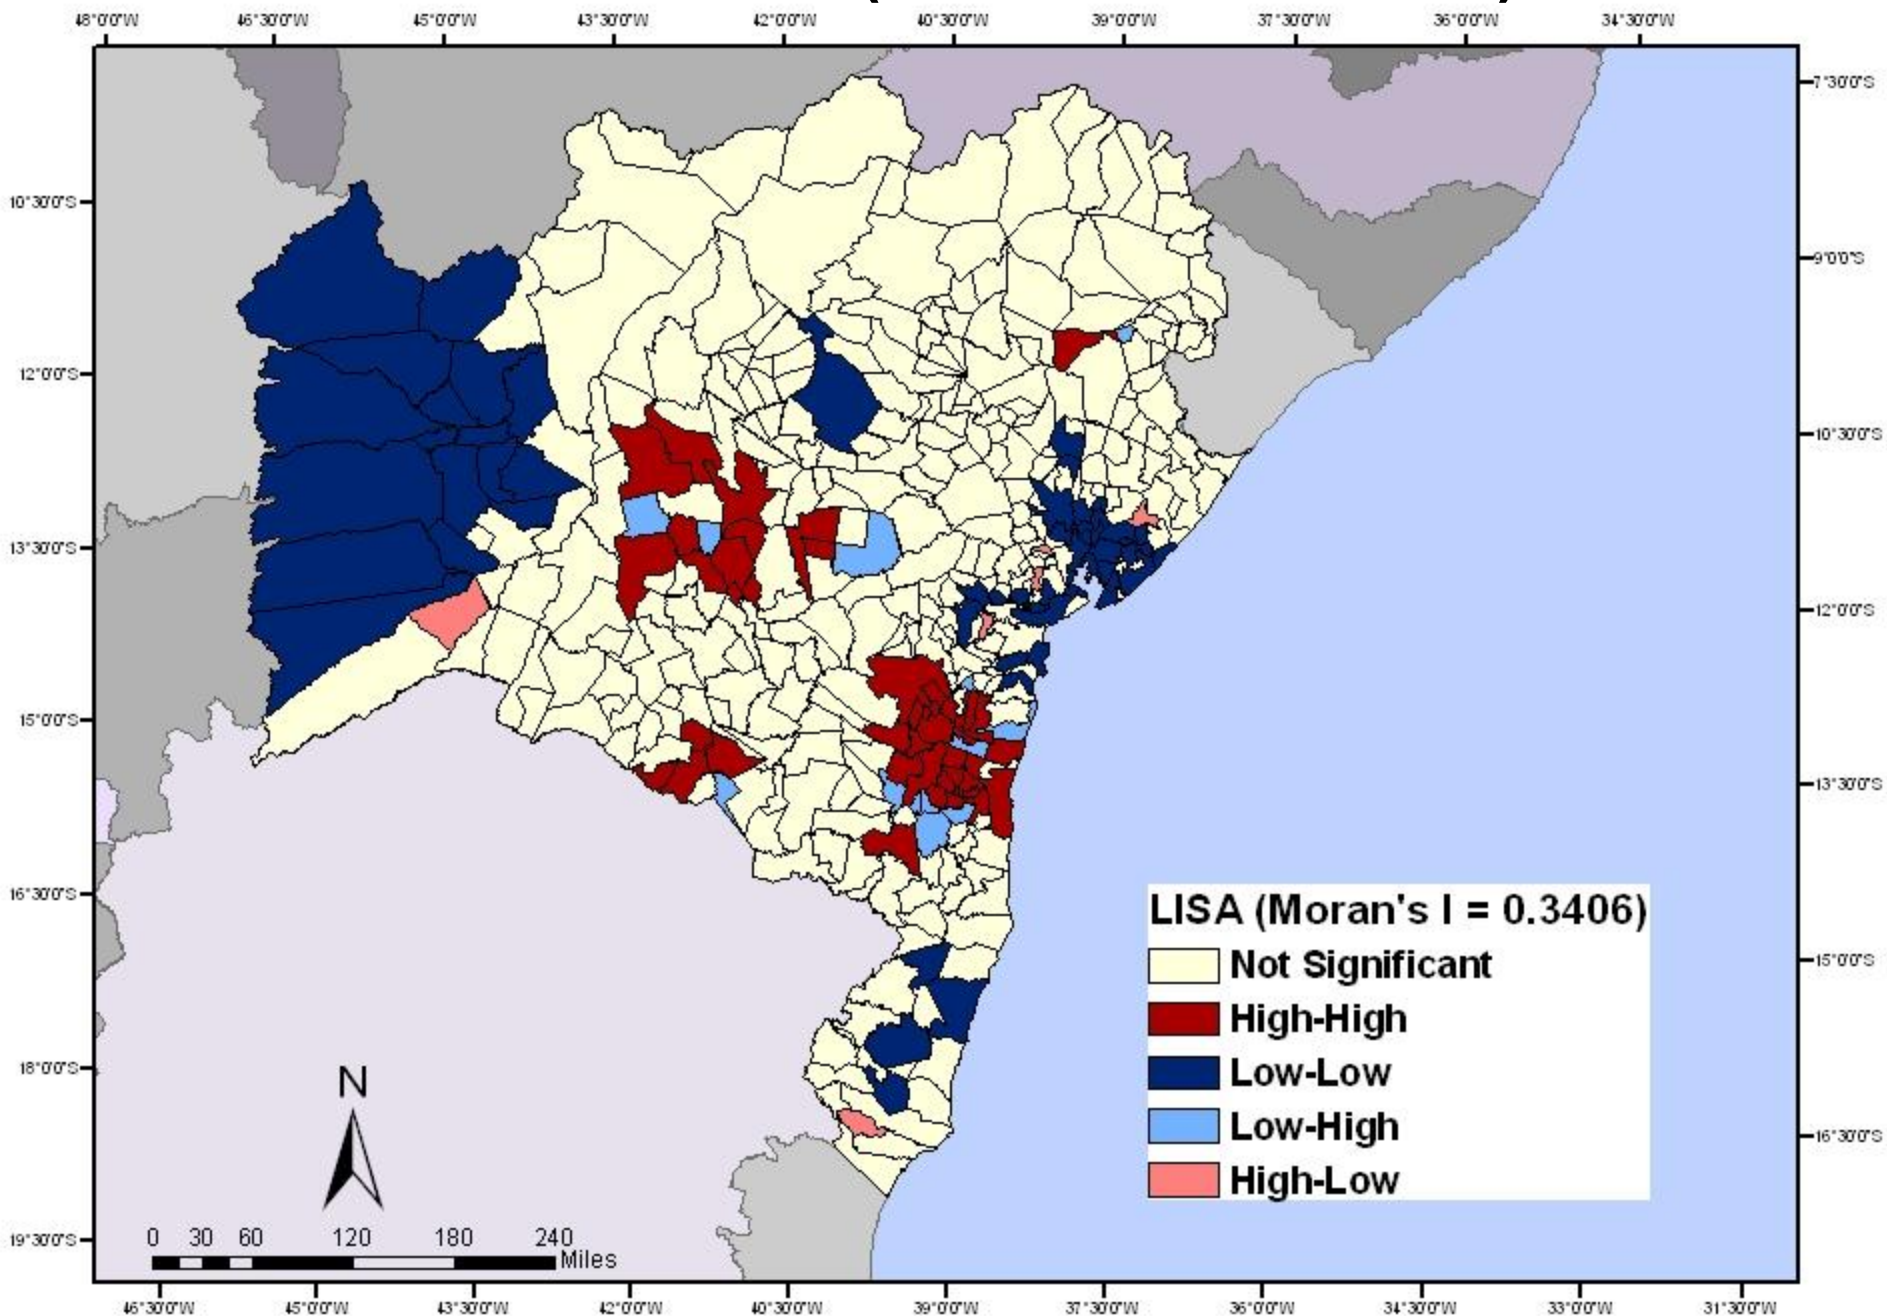 48°0'0"W 46°30'0"W 45°0'0"W 43°30'0"W 42°0'0"W 40°30'0"W 39°0'0"W 37°30'0"W 36°0'0"W 34°30'0"W
7°30'0"S
10°30'0"S
9°0'0"S
12°0'0"S
10°30'0"S
13°30'0"S
12°0'0"S
15°0'0"S
13°30'0"S
16°30'0"S
LISA (Moran's I = 0.3406)
Not Significant
15°0'0"S
High-High
Low-Low
18°0'0"S
N
Low-High
16°30'0"S
High-Low
0 30 60 120 180 240
19°30'0"S
Miles
46°30'0"W 45°0'0"W 43°30'0"W 42°0'0"W 40°30'0"W 39°0'0"W 37°30'0"W 36°0'0"W 34°30'0"W 33°0'0"W 31°30'0"W